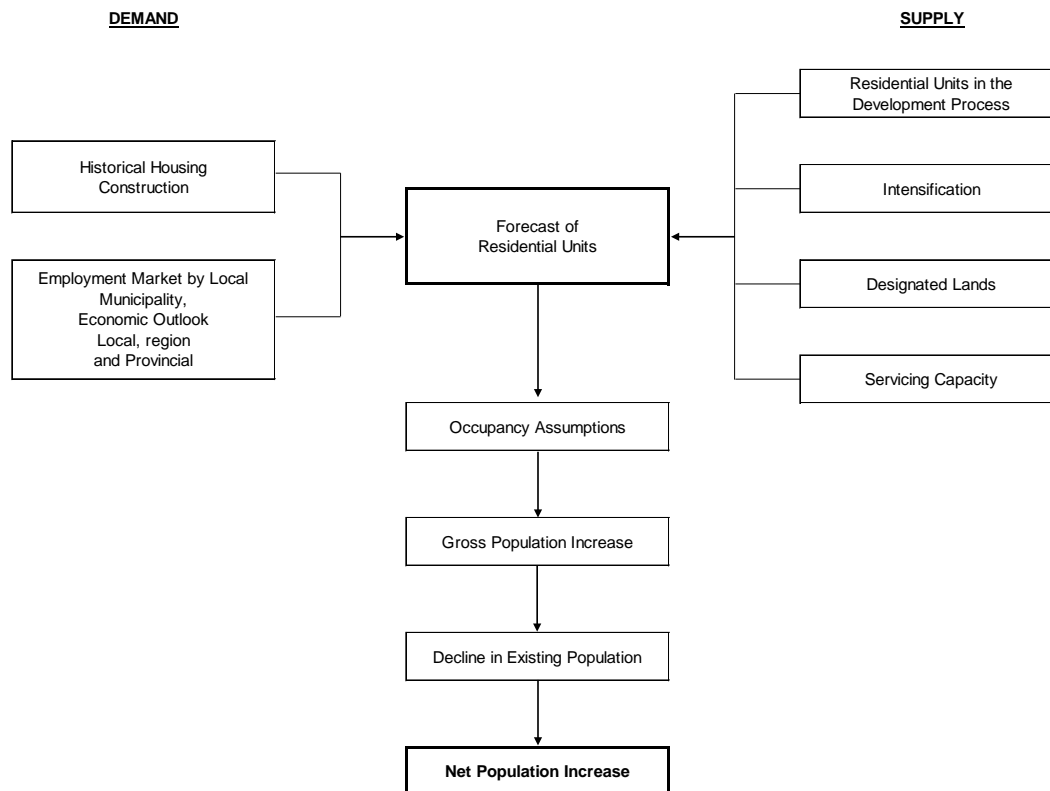 DEMAND
SUPPLY
Residential Units in the
Development Process
Historical Housing
Construction
Intensification
Forecast of
Residential Units
Employment Market by Local
Municipality,
Economic Outlook
Local, region
and Provincial
Designated Lands
Servicing Capacity
Occupancy Assumptions
Gross Population Increase
Decline in Existing Population
Net Population Increase